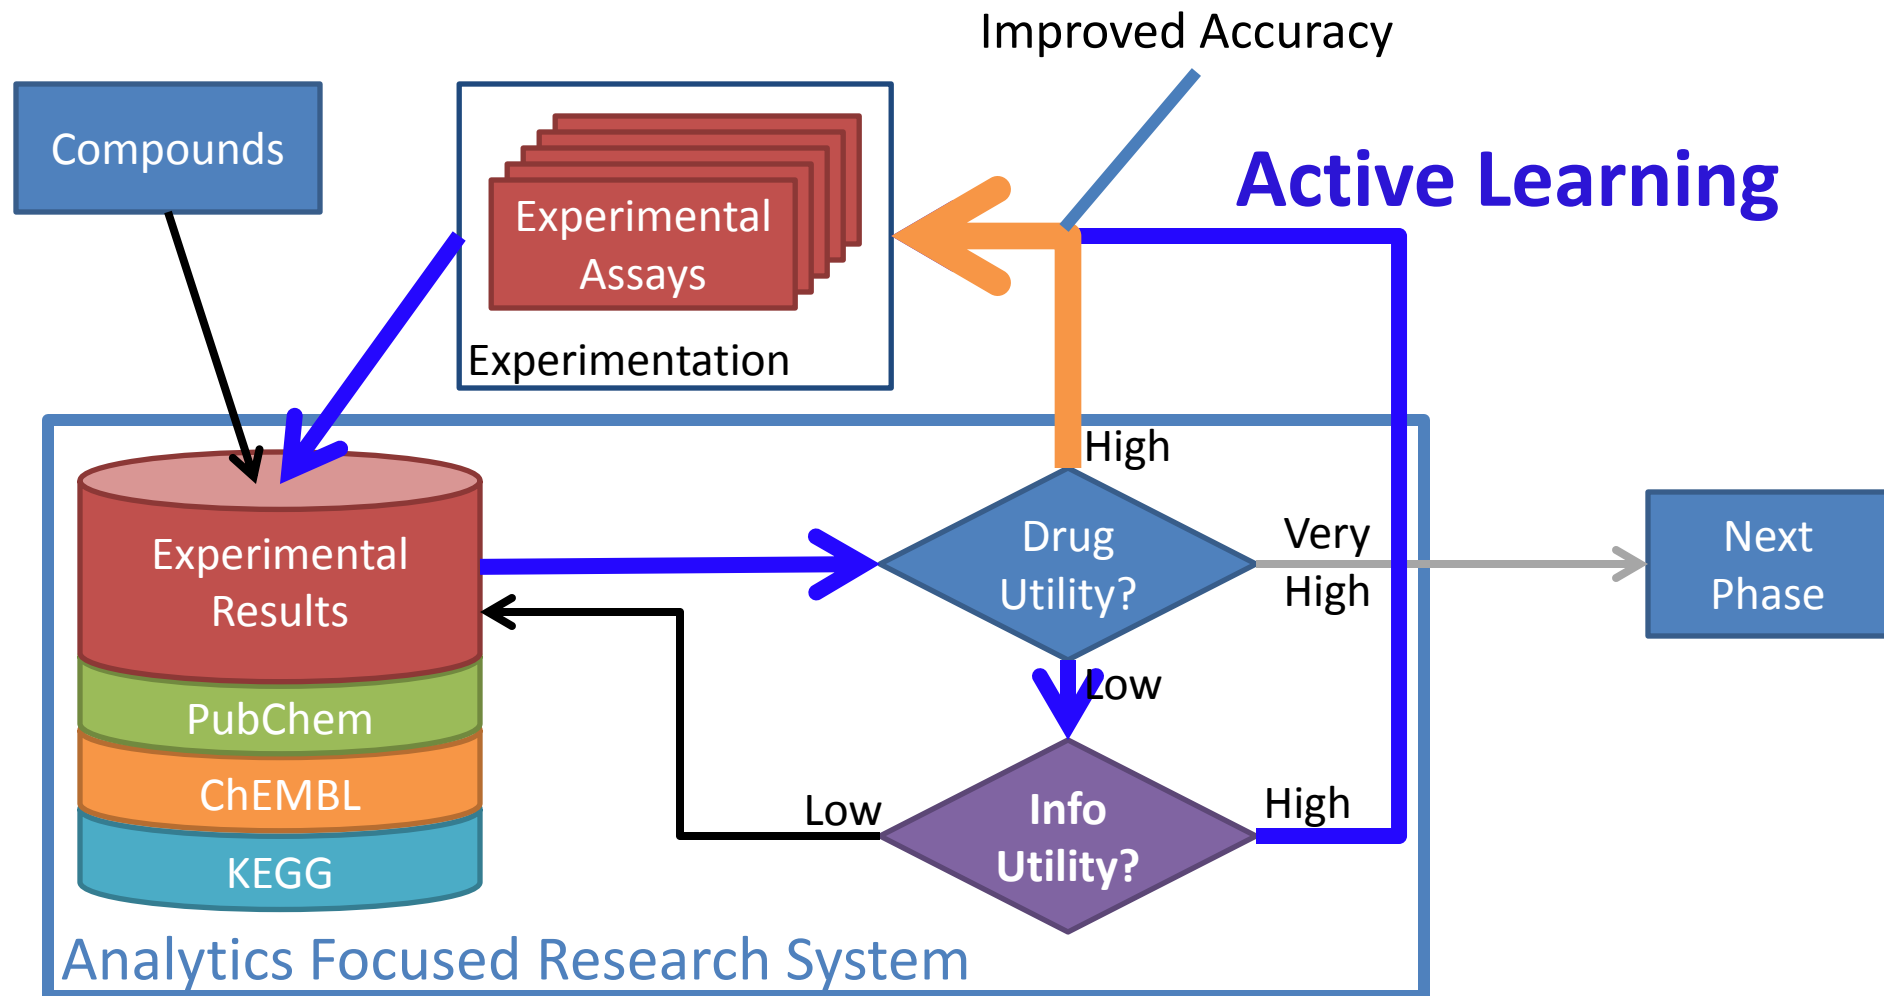 Improved Accuracy
Compounds
Active Learning
Experimental
Assays
Experimentation
High
Experimental
Results
Drug
Utility?
Very
High
Next
Phase
Low
PubChem
ChEMBL
KEGG
Low
Info
Utility?
High
Analytics Focused Research System